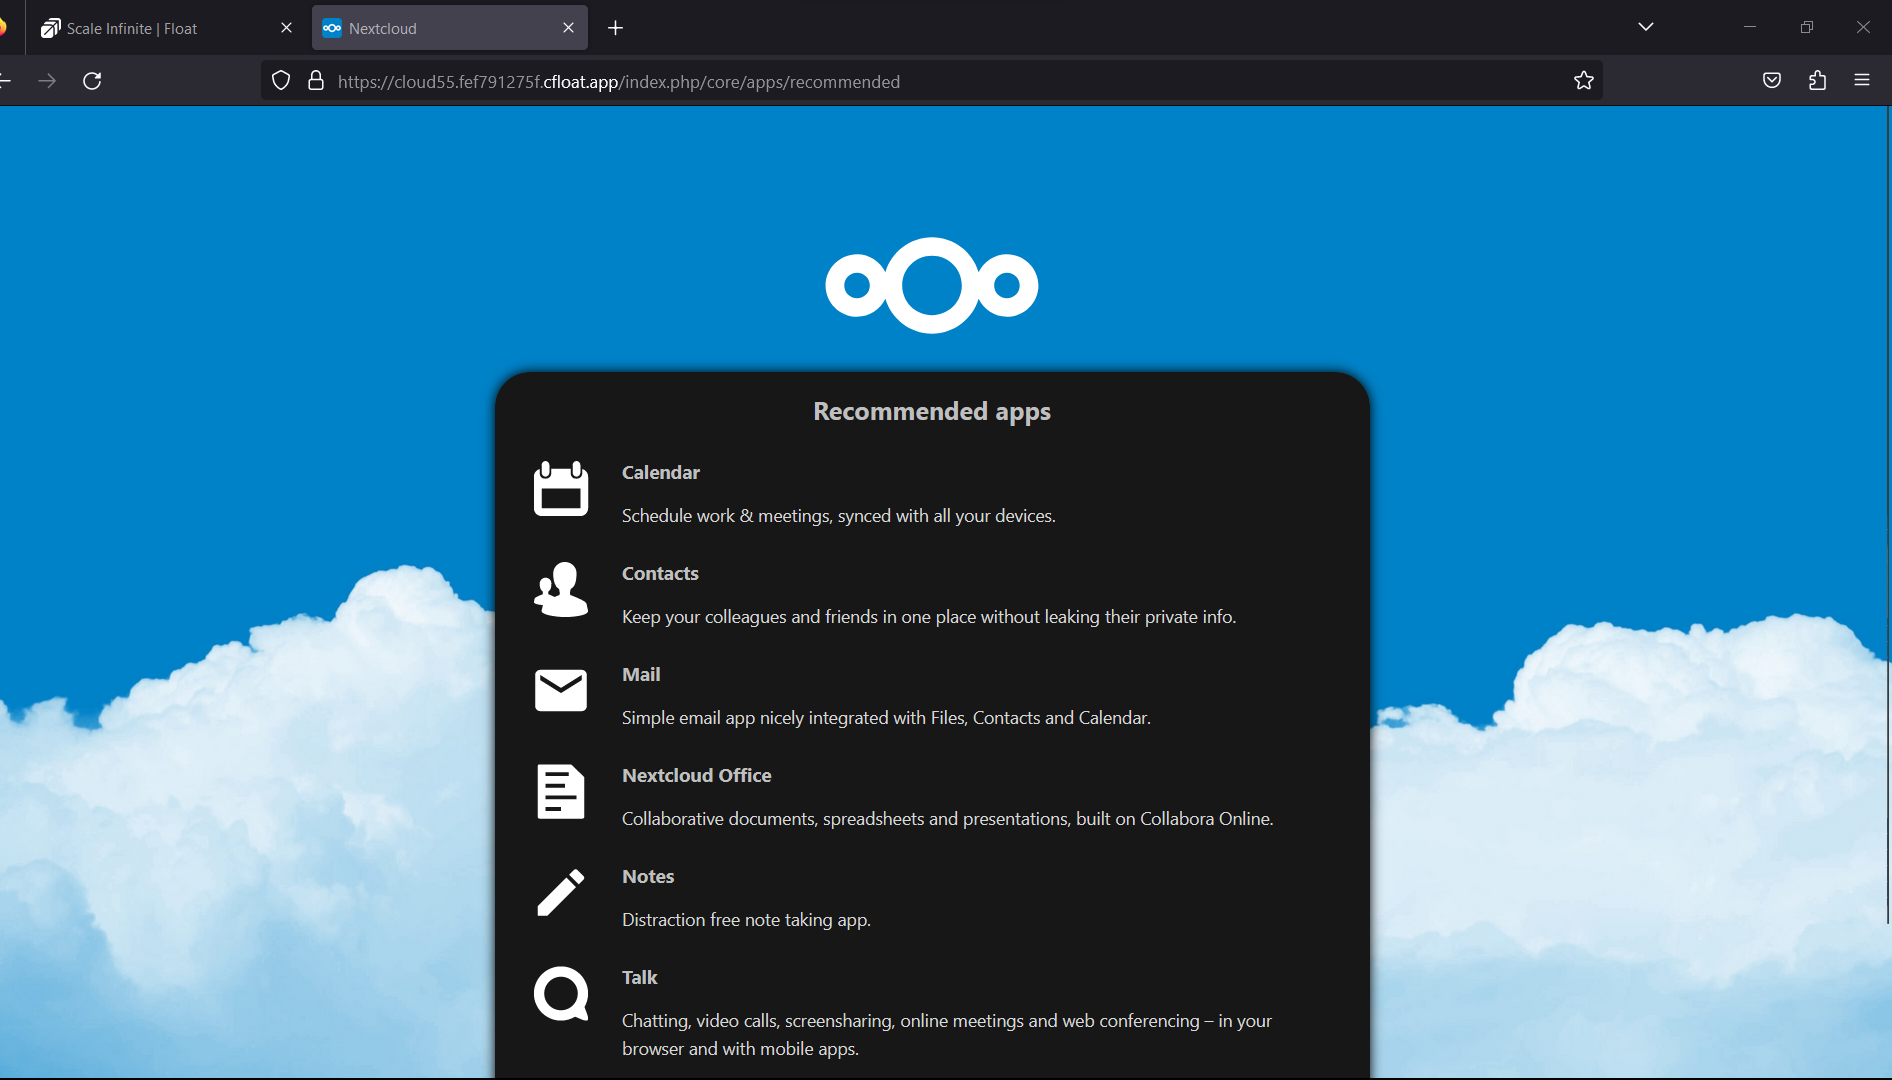 Scale Infinite | Float
Nextcloud
https://cloud55.fef791275f.cfloat.app/index.php/core/apps/recommended
Recommended apps
Calendar
Schedule work & meetings, synced with all your devices.
Contacts
Keep your colleagues and friends in one place without leaking their private info.
Mail
Simple email app nicely integrated with Files, Contacts and Calendar.
Nextcloud Office
Collaborative documents, spreadsheets and presentations, built on Collabora Online.
Notes
Distraction free note taking app.
Talk
Chatting, video calls, screensharing, online meetings and web conferencing – in your
browser and with mobile apps.